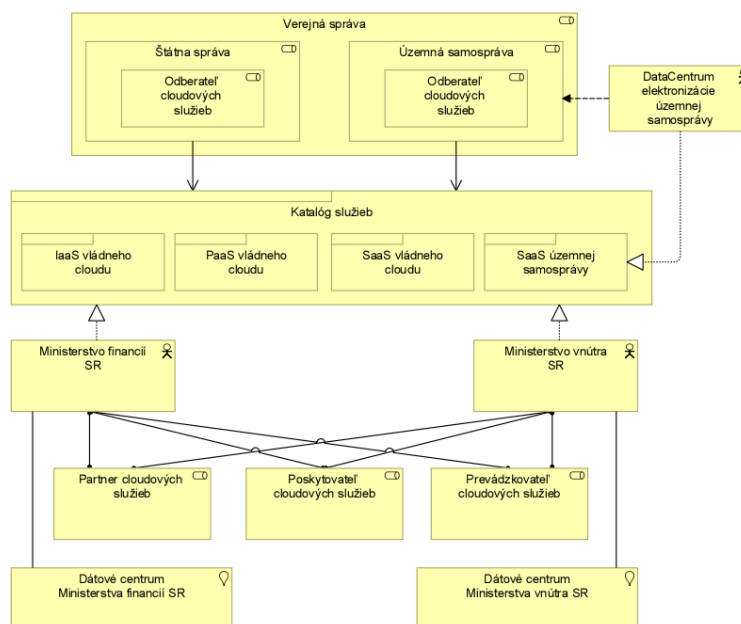 Verejná správa
Štátna správa
Územná samospráva
Odberateľ
cloudových
služieb
Odberateľ
cloudových
služieb
DataCentrum
elektronizácie
územnej
samosprávy
Katalóg služieb
IaaS vládneho
cloudu
PaaS vládneho
cloudu
SaaS vládneho
cloudu
SaaS územnej
samosprávy
Ministerstvo financií
SR
Ministerstvo vnútra
SR
Partner cloudových
služieb
Poskytovateľ
cloudových služieb
Prevádzkovateľ
cloudových služieb
Dátové centrum
Ministerstva financií SR
Dátové centrum
Ministerstva vnútra SR